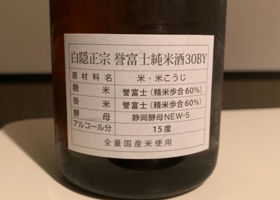 白隠正宗 誉富士純米酒30BY
原材料名 米・米こうじ
麹米 誉富士（精米歩合60%）
掛米 誉富士（精米歩合60%）
酵母 静岡酵母NEW-5
アルコール分 15度
全量国産米使用